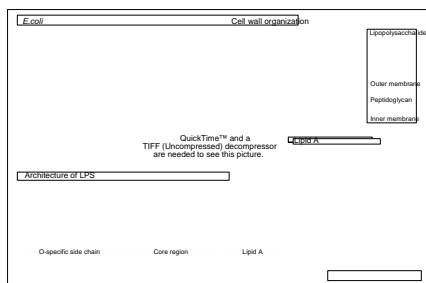 E.coli Cell wall organization
Lipopolysaccharide
Outer membrane
Peptidoglycan
Inner membrane
QuickTime™ and a
TIFF (Uncompressed) decompressor
are needed to see this picture.
Lipid A
Architecture of LPS
O-specific side chain Core region Lipid A